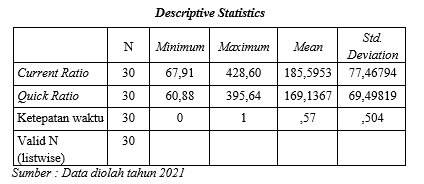 Descriptive Statistics
N Minimum Maximum Mean Std. Deviation
Current Ratio 30 67,91 428,60 185,5953 77,46794
Quick Ratio 30 60,88 395,64 169,1367 69,49819
Ketepatan waktu 30 0 1 ,57 ,504
Valid N 30
(listwise)
Sumber : Data diolah tahun 2021